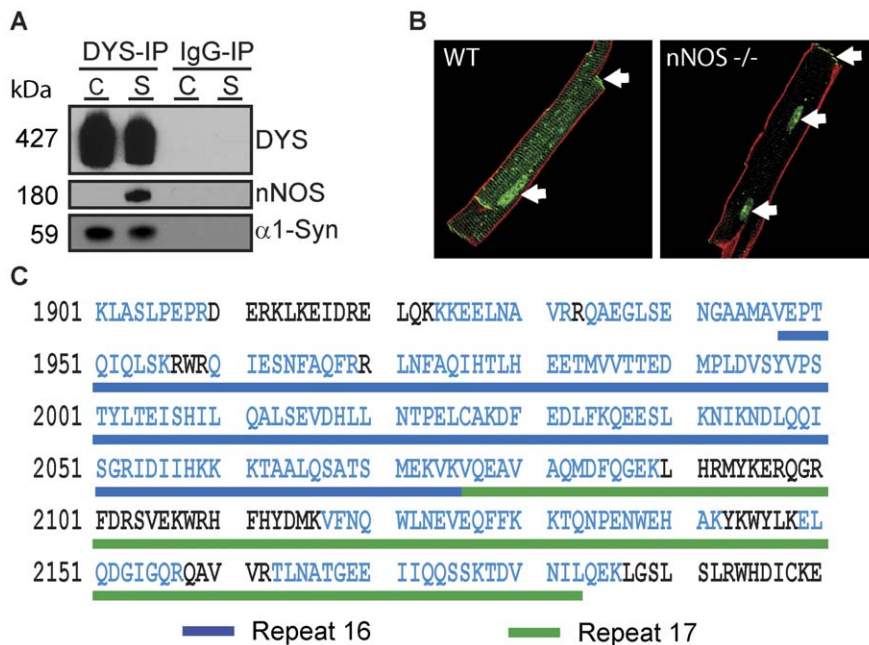 A
DYS-IP IgG-IP
kDa C S C S
427 DYS
180 nNOS
59 α1-Syn
B
WT
nNOS -/-
C
1901 KLASLPEPRD ERKLKEIDRE LQKKKEELNA VRRQAEGLSE NGAAMAVEPT
1951 QIQLSKRWRQ IESNFAQFRR LNFAQIHTLH EETMVVTTED MPLDVSYVPS
2001 TYLTEISHIL QALSEVDHLL NTPELCAKDF EDLFKQEESL KNIKNDLQQI
2051 SGRIDIIHKK KTAALQSATS MEKVKVQEAV AQMDFQGEKL HRMYKERQGR
2101 FDRSVEKWRH FHYDMKVFNQ WLNEVEQFFK KTQNPENWEH AKYKWYLKEL
2151 QDGIGQRQAV VRTLNATGEE IIQQSSKTDV NILQEKLGSL SLRWHDICKE
Repeat 16 Repeat 17